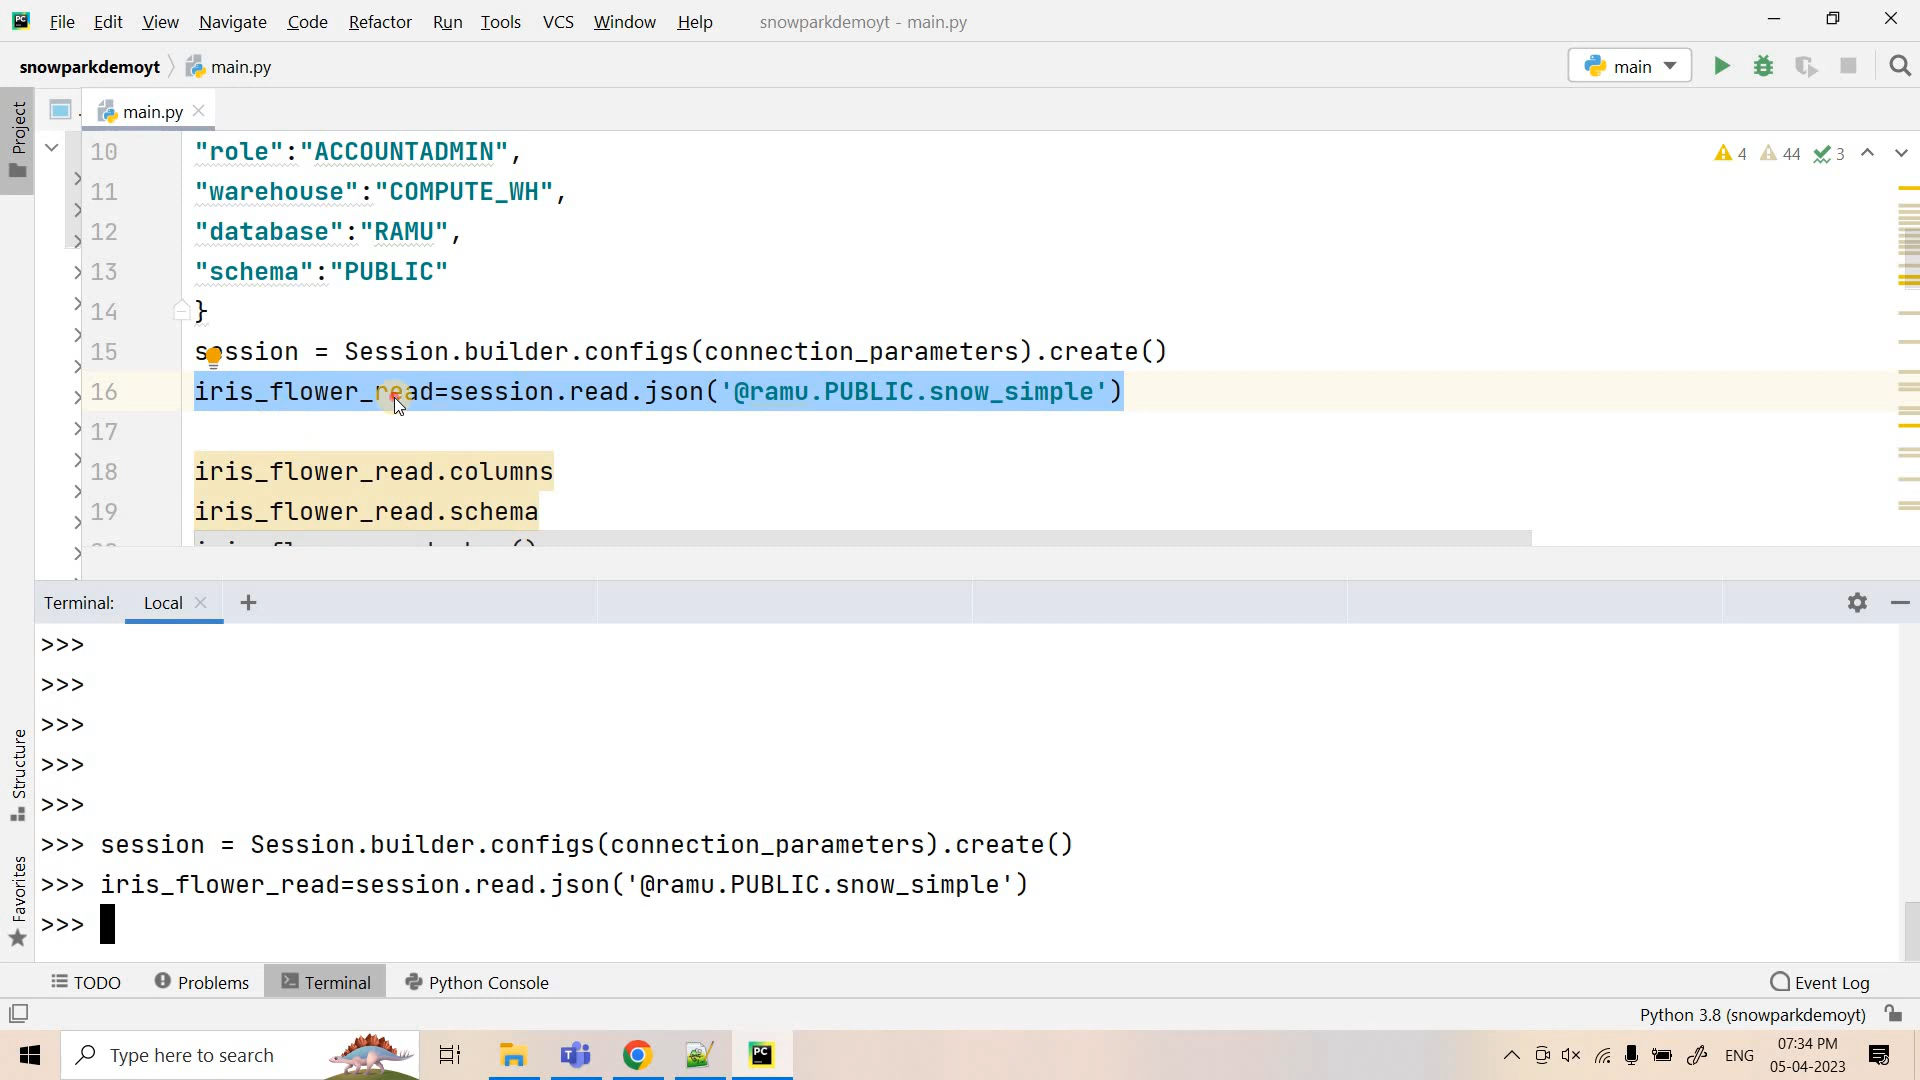 File Edit View Navigate Code Refactor Run Tools VCS Window Help snowparkdemoyt - main.py
snowparkdemoyt main.py main
Project
main.py
10 "role":"ACCOUNTADMIN",
4 44 3
11 "warehouse":"COMPUTE_WH",
12 "database":"RAMU",
13 "schema":"PUBLIC"
14 }
15 session = Session.builder.configs(connection_parameters).create()
16 iris_flower_read=session.read.json('@ramu.PUBLIC.snow_simple')
17
18 iris_flower_read.columns
19 iris_flower_read.schema
Terminal: Local
>>>
>>>
>>>
>>>
>>>
>>> session = Session.builder.configs(connection_parameters).create()
>>> iris_flower_read=session.read.json('@ramu.PUBLIC.snow_simple')
>>>
Structure
Favorites
TODO Problems Terminal Python Console Event Log
Python 3.8 (snowparkdemoyt)
Type here to search
ENG
07:34 PM
05-04-2023